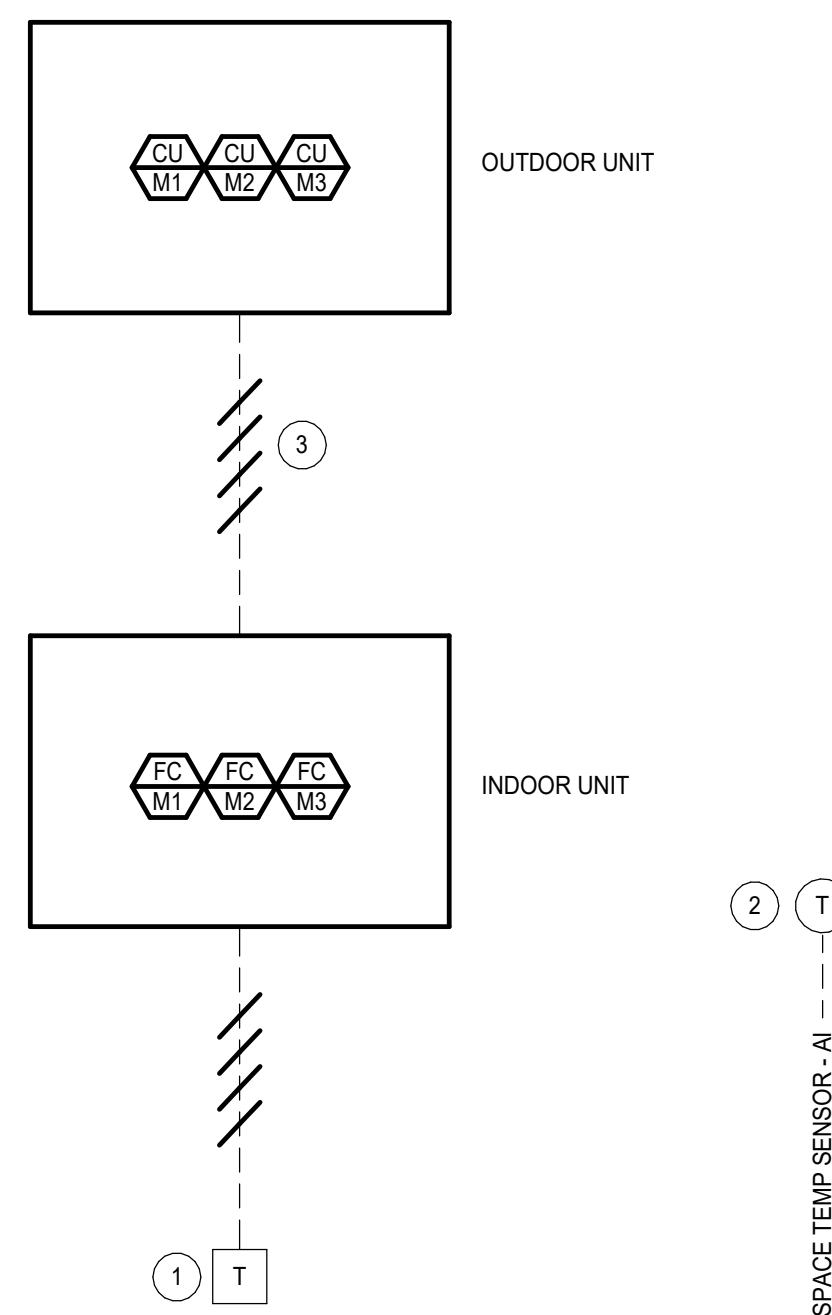 CU CU CU
M1 M2 M3
OUTDOOR UNIT
3
FC FC FC
M1 M2 M3
INDOOR UNIT
2 T
SPACE TEMP SENSOR - AI
1 T